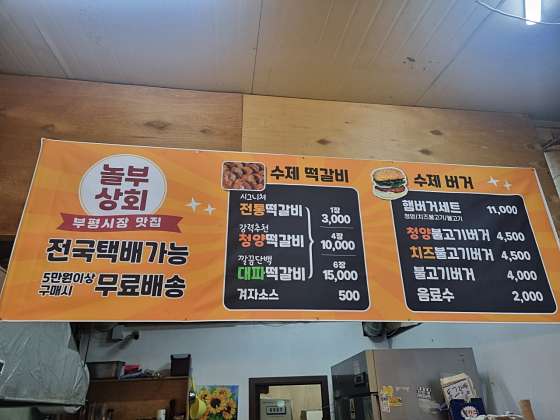 놀부
상회
부평시장 맛집
전국택배가능
5만원이상
구매시 무료배송
수제 떡갈비
시그니처
전통떡갈비
강력추천
청양떡갈비
깔끔담백
대파떡갈비
1장
3,000
4장
10,000
6장
15,000
겨자소스 500
수제 버거
햄버거세트 11,000
청양/치즈불고기/불고기
청양불고기버거 4,500
치즈불고기버거 4,500
불고기버거 4,000
음료수 2,000